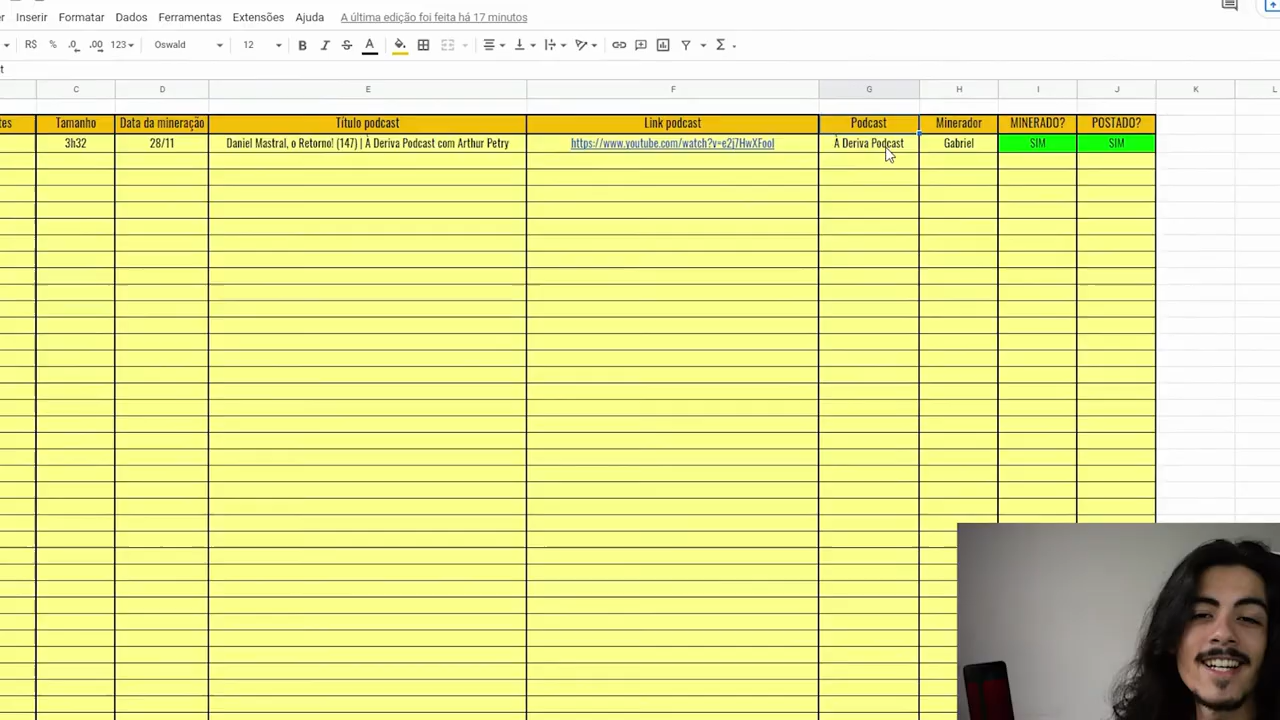 Inserir Formatar Dados Ferramentas Extensões Ajuda A última edição foi feita há 17 minutos
R$ % .0 .00 123 Oswald 12 B I S A
C D E F G H I J K L
Tamanho Data da mineração Título podcast Link podcast Podcast Minerador MINERADO? POSTADO?
3h32 28/11 Daniel Mastral, o Retorno! (147) | À Deriva Podcast com Arthur Petry https://www.youtube.com/watch?v=e2j7HwXFooI À Deriva Podcast Gabriel SIM SIM